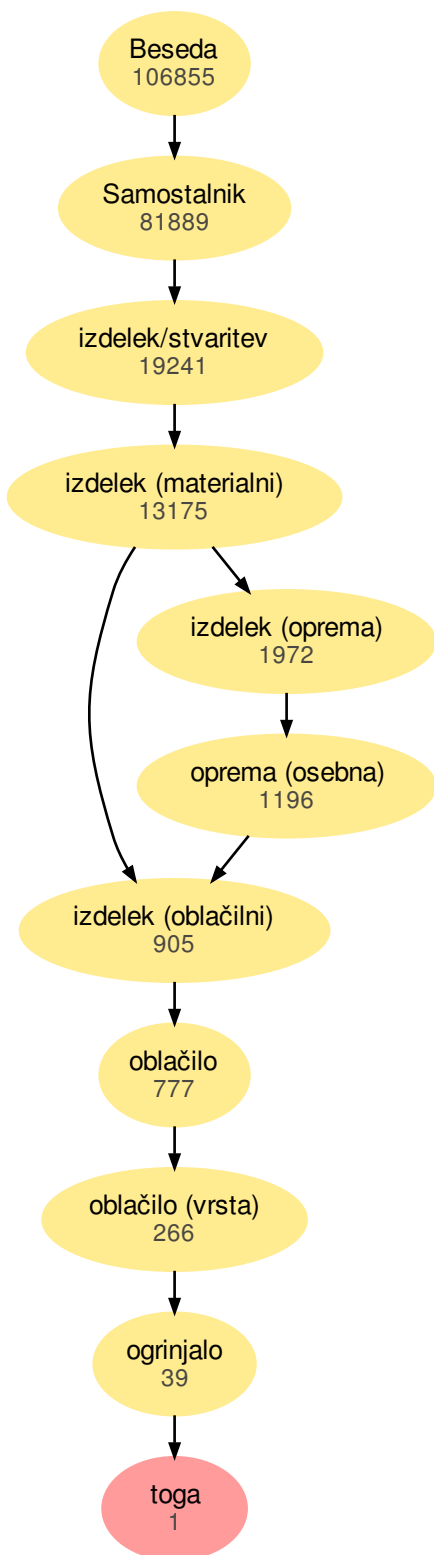 Beseda
106855
Samostalnik
81889
izdelek/stvaritev
19241
izdelek (materialni)
13175
izdelek (oprema)
1972
oprema (osebna)
1196
izdelek (oblačilni)
905
oblačilo
777
oblačilo (vrsta)
266
ogrinjalo
39
toga
1